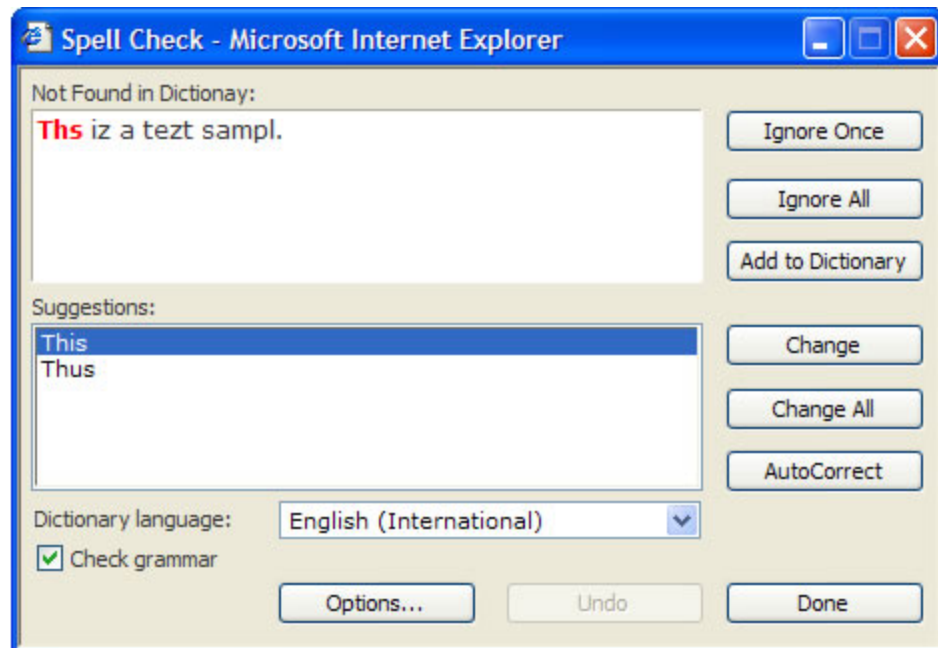 Spell Check - Microsoft Internet Explorer
Not Found in Dictionay:
Ths iz a tezt sampl.
Ignore Once
Ignore All
Add to Dictionary
Suggestions:
This
Thus
Change
Change All
AutoCorrect
Dictionary language:
English (International)
Check grammar
Options...
Undo
Done